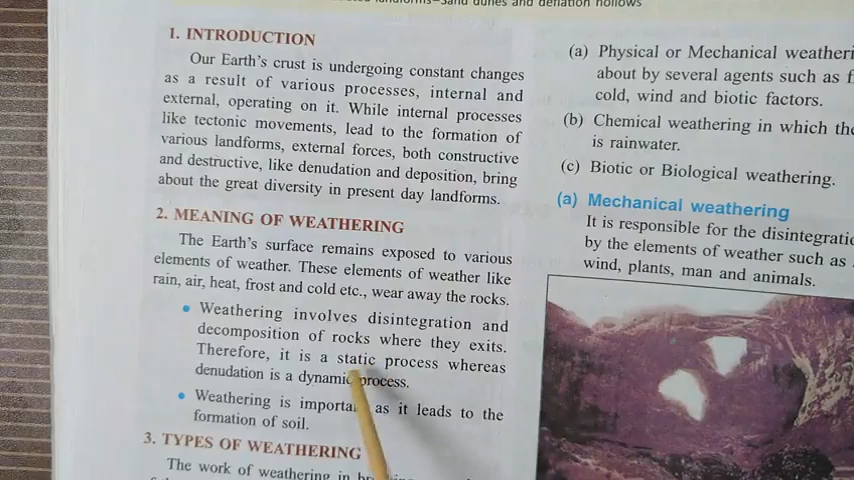 landforms–Sand dunes and deflation hollows
1. INTRODUCTION
Our Earth's crust is undergoing constant changes
as a result of various processes, internal and
external, operating on it. While internal processes
like tectonic movements, lead to the formation of
various landforms, external forces, both constructive
and destructive, like denudation and deposition, bring
about the great diversity in present day landforms.
2. MEANING OF WEATHERING
The Earth's surface remains exposed to various
elements of weather. These elements of weather like
rain, air, heat, frost and cold etc., wear away the rocks.
• Weathering involves disintegration and
decomposition of rocks where they exits.
Therefore, it is a static process whereas
denudation is a dynamic process.
• Weathering is important as it leads to the
formation of soil.
3. TYPES OF WEATHERING
The work of weathering in
(a) Physical or Mechanical weatheri
about by several agents such as f
cold, wind and biotic factors.
(b) Chemical weathering in which the
is rainwater.
(c) Biotic or Biological weathering.
(a) Mechanical weathering
It is responsible for the disintegratio
by the elements of weather such as
wind, plants, man and animals.